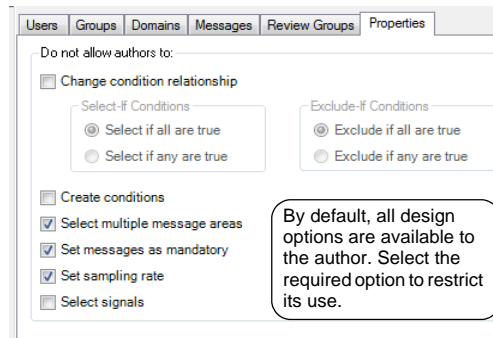 Users Groups Domains Messages Review Groups Properties
Do not allow authors to:
Change condition relationship
Select-If Conditions Exclude-If Conditions
Select if all are true Exclude if all are true
Select if any are true Exclude if any are true
Create conditions
Select multiple message areas
Set messages as mandatory
Set sampling rate
Select signals
By default, all design
options are available to
the author. Select the
required option to restrict
its use.